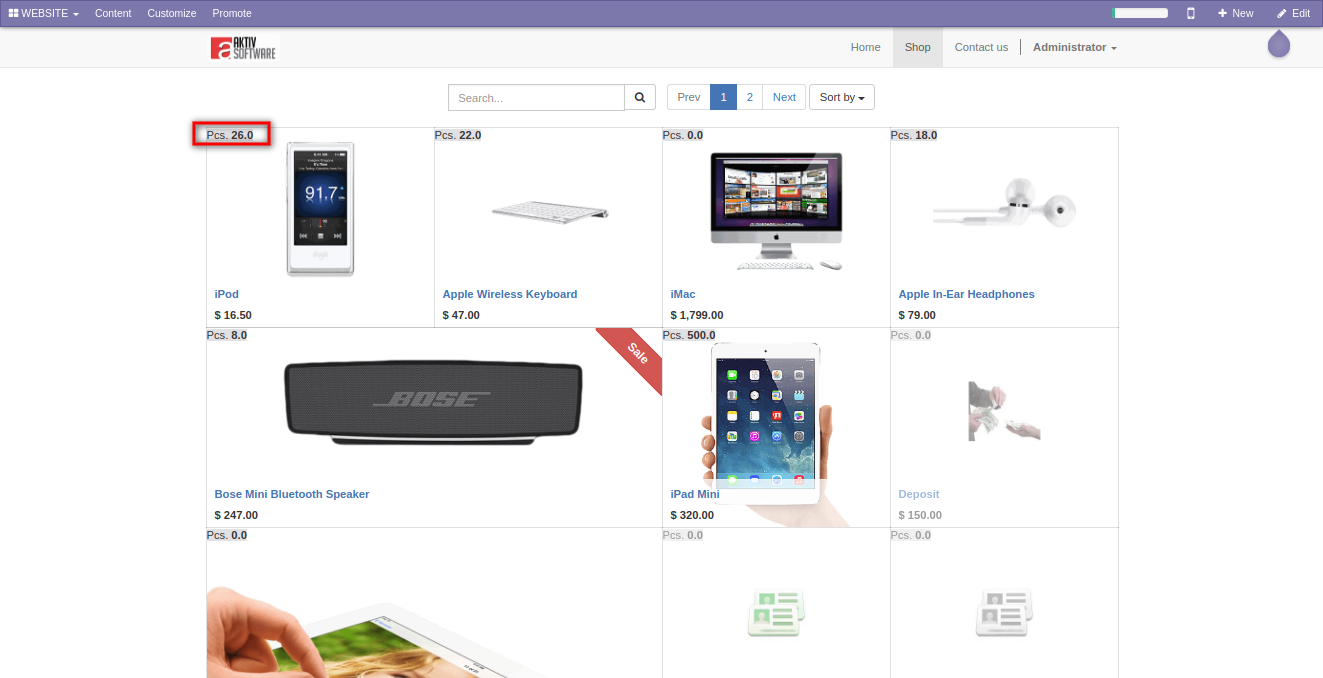 WEBSITE Content Customize Promote New Edit
AKTIV SOFTWARE Home Shop Contact us Administrator
Search... Prev 1 2 Next Sort by
Pcs. 26.0 Pcs. 22.0 Pcs. 0.0 Pcs. 18.0
91.7
iPod Apple Wireless Keyboard iMac Apple In-Ear Headphones
$ 16.50 $ 47.00 $ 1,799.00 $ 79.00
Pcs. 8.0 Sale Pcs. 500.0 Pcs. 0.0
BOSE
Bose Mini Bluetooth Speaker iPad Mini Deposit
$ 247.00 $ 320.00 $ 150.00
Pcs. 0.0 Pcs. 0.0 Pcs. 0.0